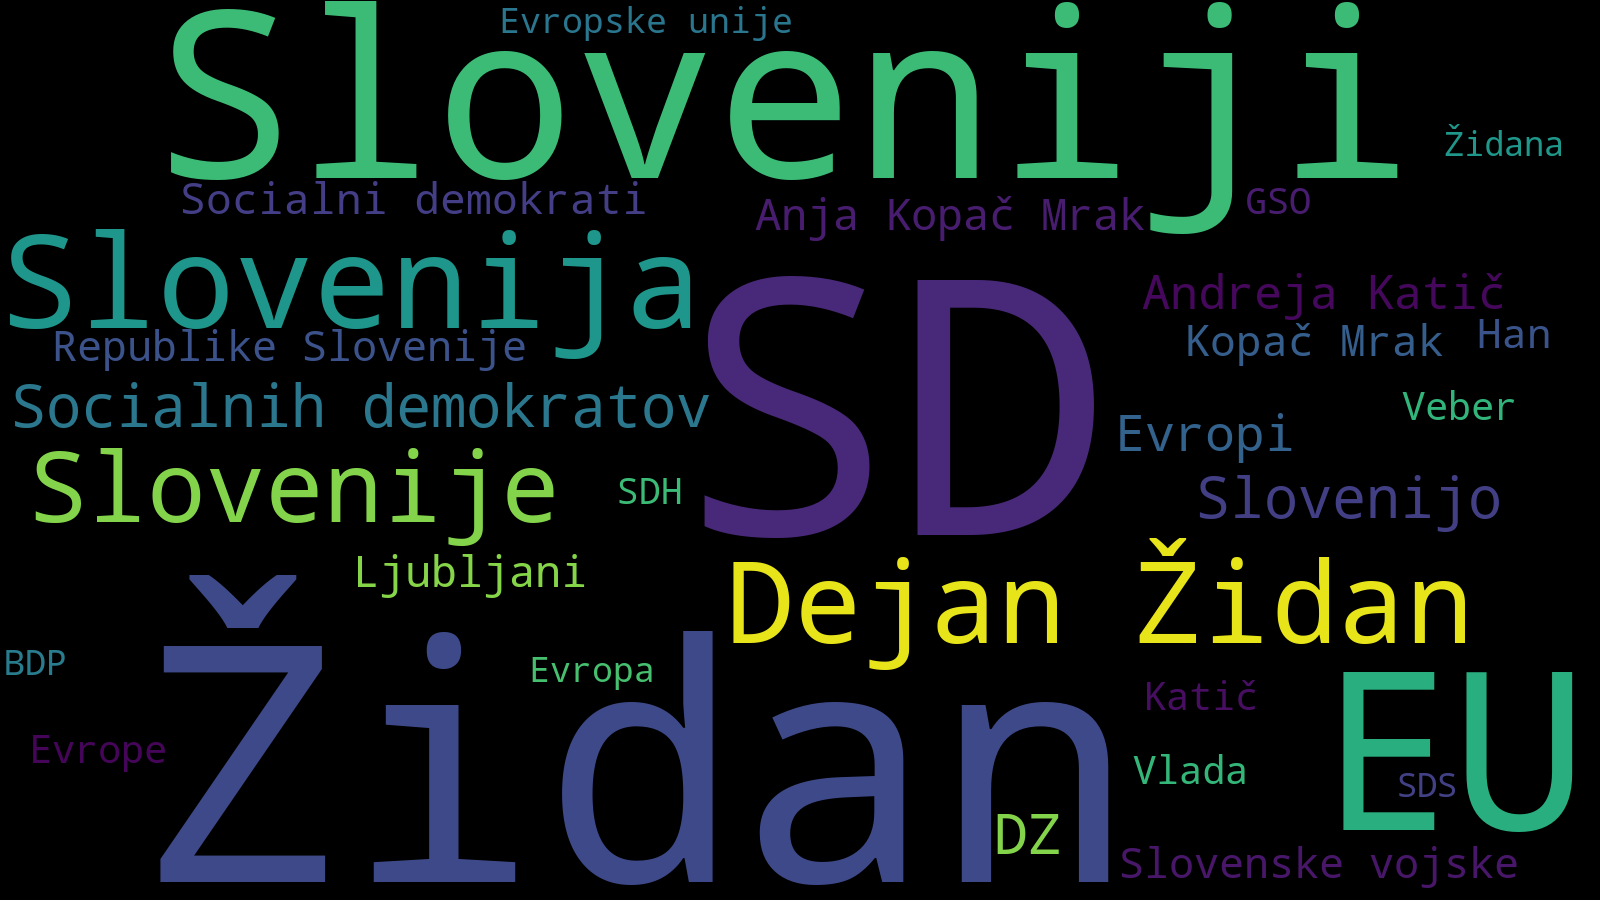 Evropske unije
Sloveniji
Židana
Socialni demokrati
Anja Kopač Mrak
GSO
Slovenija
Andreja Katič
Republike Slovenije
Kopač Mrak
Han
SD
Socialnih demokratov
Veber
Evropi
Slovenije
SDH
Slovenijo
Ljubljani
Dejan Židan
BDP
Evropa
Židan
Katič
EU
Evrope
Vlada
SDS
DZ
Slovenske vojske